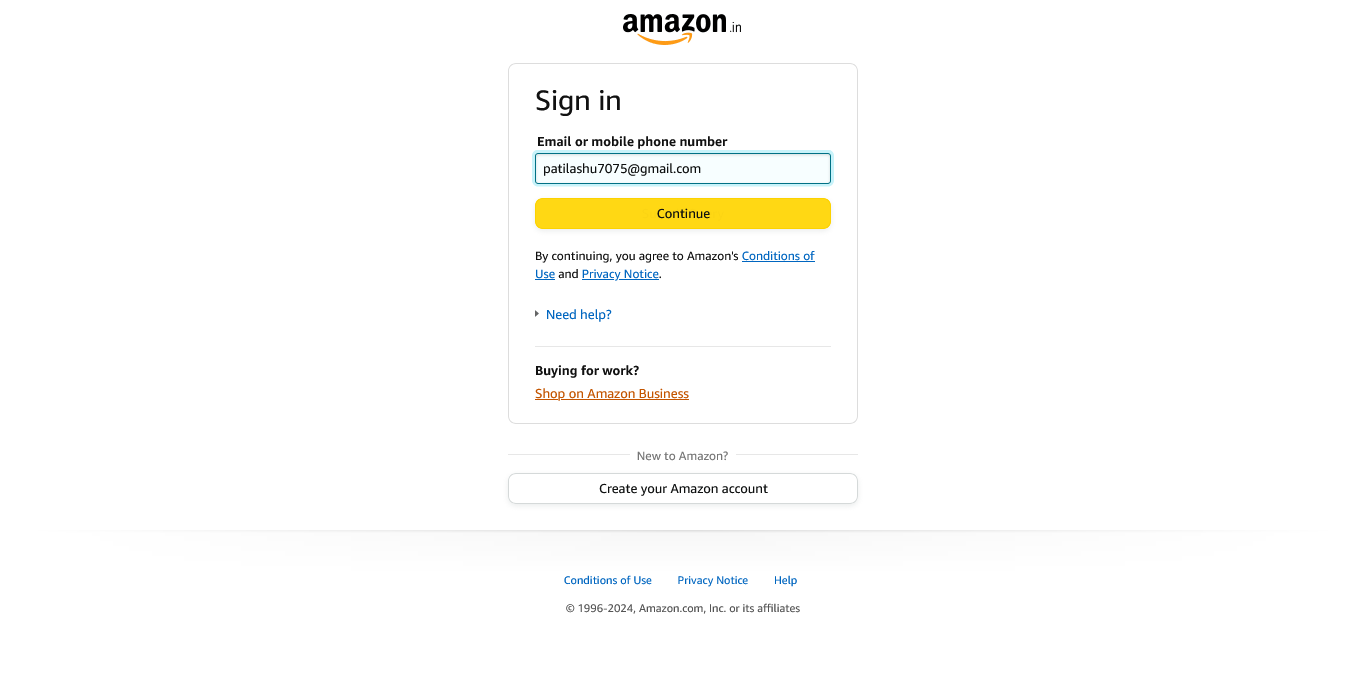 amazon.in
Sign in
Email or mobile phone number
patilashu7075@gmail.com
Continue
By continuing, you agree to Amazon's Conditions of
Use and Privacy Notice.
Need help?
Buying for work?
Shop on Amazon Business
New to Amazon?
Create your Amazon account
Conditions of Use Privacy Notice Help
© 1996-2024, Amazon.com, Inc. or its affiliates